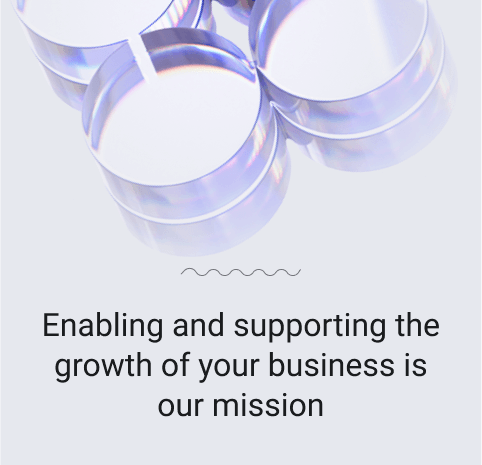 Enabling and supporting the
growth of your business is
our mission